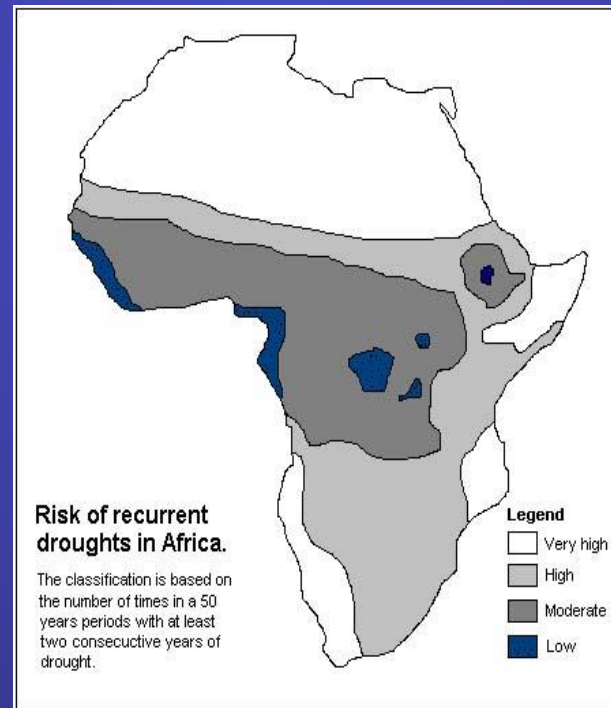 Risk of recurrent
droughts in Africa.
The classification is based on
the number of times in a 50
years periods with at least
two consecuctive years of
drought.
Legend
Very high
High
Moderate
Low